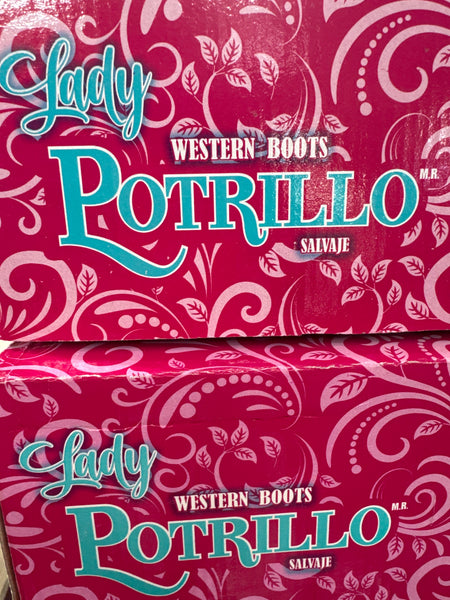 Lady
WESTERN BOOTS
POTRILLO M.R.
SALVAJE
Lady
WESTERN BOOTS
POTRILLO M.R.
SALVAJE